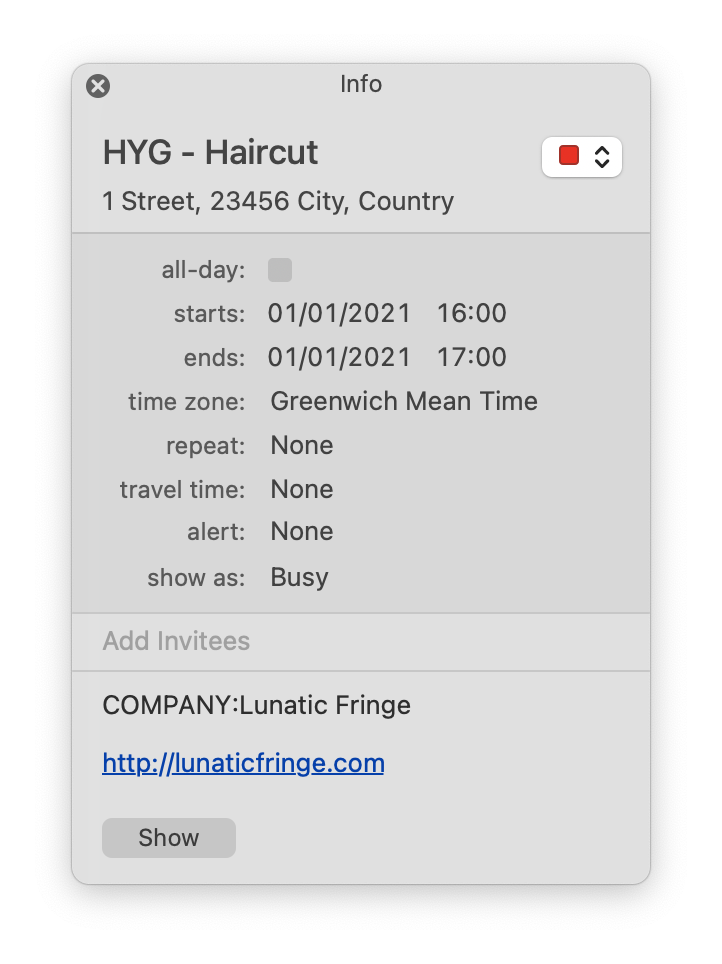 Info
HYG - Haircut
1 Street, 23456 City, Country
all-day:
starts: 01/01/2021 16:00
ends: 01/01/2021 17:00
time zone: Greenwich Mean Time
repeat: None
travel time: None
alert: None
show as: Busy
Add Invitees
COMPANY:Lunatic Fringe
http://lunaticfringe.com
Show